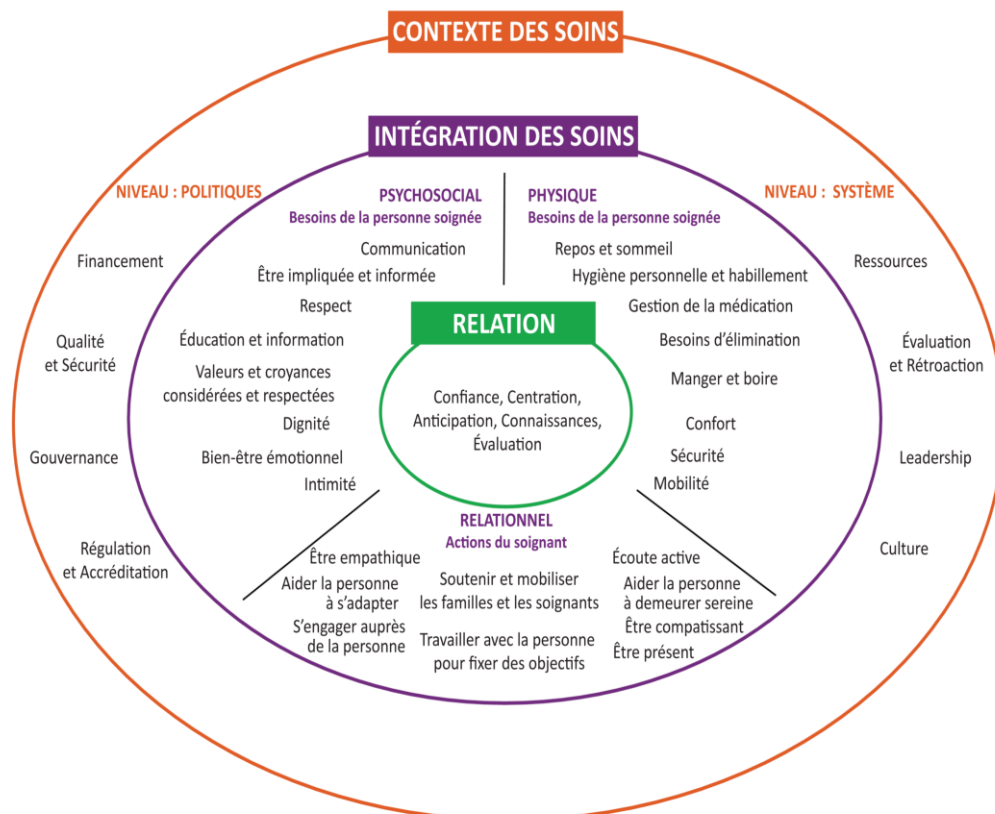 CONTEXTE DES SOINS
INTÉGRATION DES SOINS
NIVEAU : POLITIQUES
Financement
Qualité
et Sécurité
Gouvernance
Régulation
et Accréditation
PSYCHOSOCIAL
Besoins de la personne soignée
Communication
Être impliquée et informée
Respect
Éducation et information
Valeurs et croyances
considérées et respectées
Dignité
Bien-être émotionnel
Intimité
PHYSIQUE
Besoins de la personne soignée
Repos et sommeil
Hygiène personnelle et habillement
Gestion de la médication
Besoins d'élimination
Manger et boire
Confort
Sécurité
Mobilité
NIVEAU : SYSTÈME
Ressources
Évaluation
et Rétroaction
Leadership
Culture
RELATION
Confiance, Centration,
Anticipation, Connaissances,
Évaluation
RELATIONNEL
Actions du soignant
Être empathique
Aider la personne
à s'adapter
S'engager auprès
de la personne
Soutenir et mobiliser
les familles et les soignants
Travailler avec la personne
pour fixer des objectifs
Écoute active
Aider la personne
à demeurer sereine
Être compatissant
Être présent